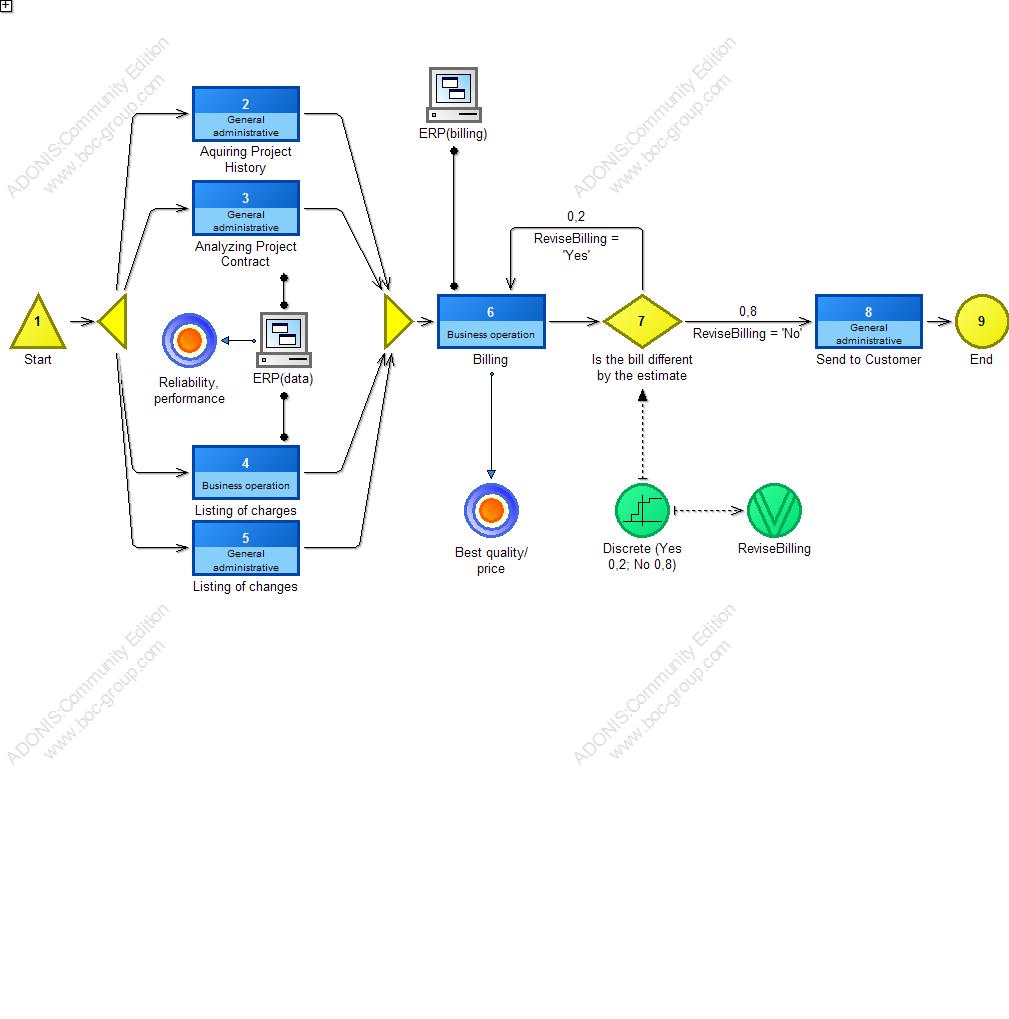 ADONIS:Community Edition
www.boc-group.com
ADONIS:Community Edition
www.boc-group.com
2
General
administrative
Aquiring Project
History
ERP(billing)
3
General
administrative
Analyzing Project
Contract
0,2
ReviseBilling =
'Yes'
1
Start
Reliability,
performance
ERP(data)
6
Business operation
Billing
7
Is the bill different
by the estimate
0,8
ReviseBilling = 'No'
8
General
administrative
Send to Customer
9
End
4
Business operation
Listing of charges
5
General
administrative
Listing of changes
Best quality/
price
Discrete (Yes
0,2; No 0,8)
ReviseBilling
ADONIS:Community Edition
www.boc-group.com
ADONIS:Community Edition
www.boc-group.com